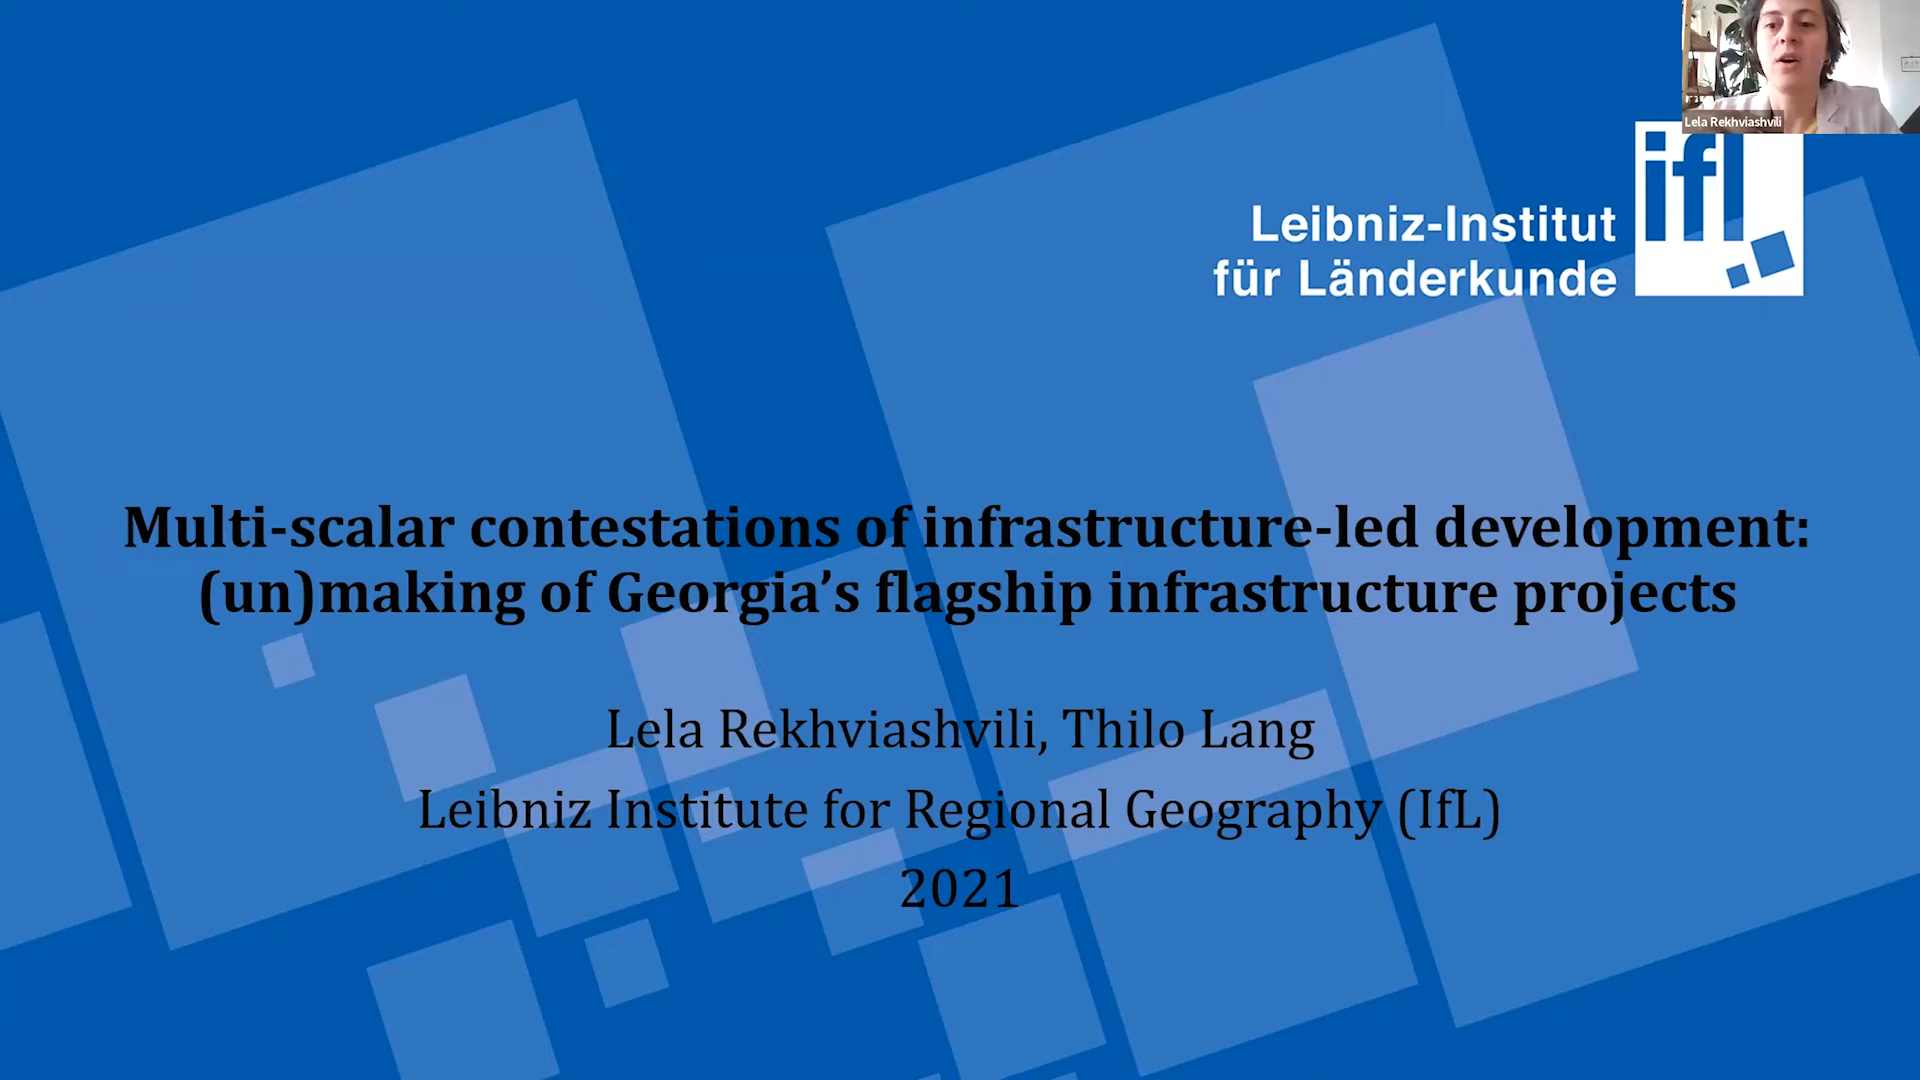 Lela Rekhviashvili
ifl
Leibniz-Institut
für Länderkunde
Multi-scalar contestations of infrastructure-led development:
(un)making of Georgia’s flagship infrastructure projects
Lela Rekhviashvili, Thilo Lang
Leibniz Institute for Regional Geography (IfL)
2021